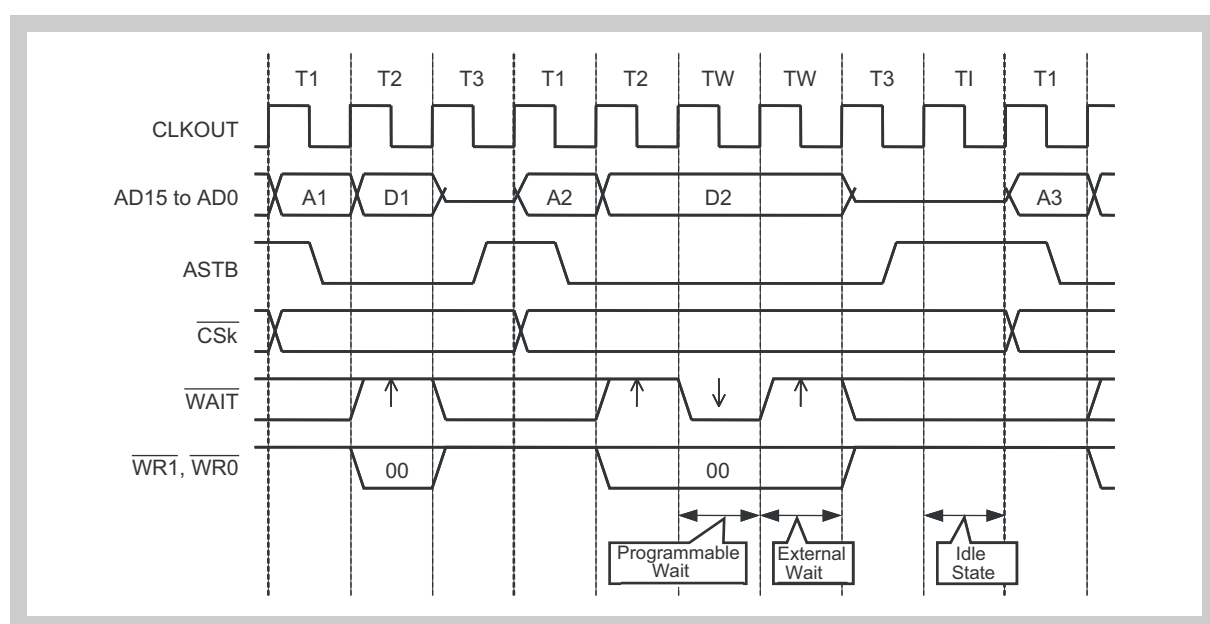 T1 T2 T3 T1 T2 TW TW T3 TI T1
CLKOUT
AD15 to AD0 A1 D1 A2 D2 A3
ASTB
CSk
WAIT
WR1, WR0 00 00
Programmable
Wait
External
Wait
Idle
State